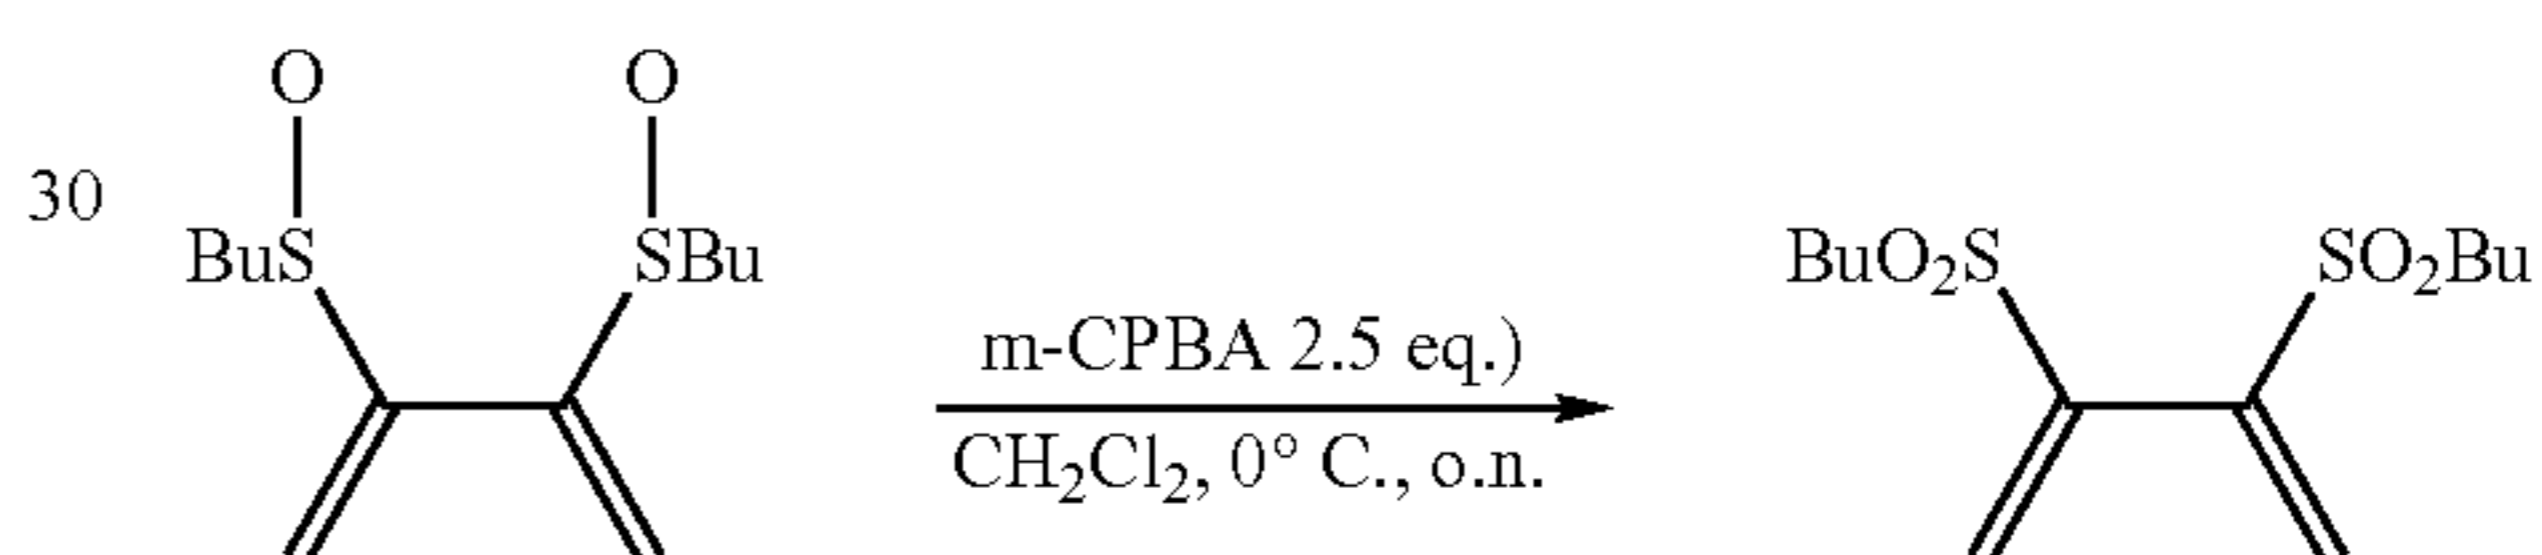 O O
30
BuS SBu BuO₂S SO₂Bu
m-CPBA 2.5 eq.)
CH₂Cl₂, 0° C., o.n.